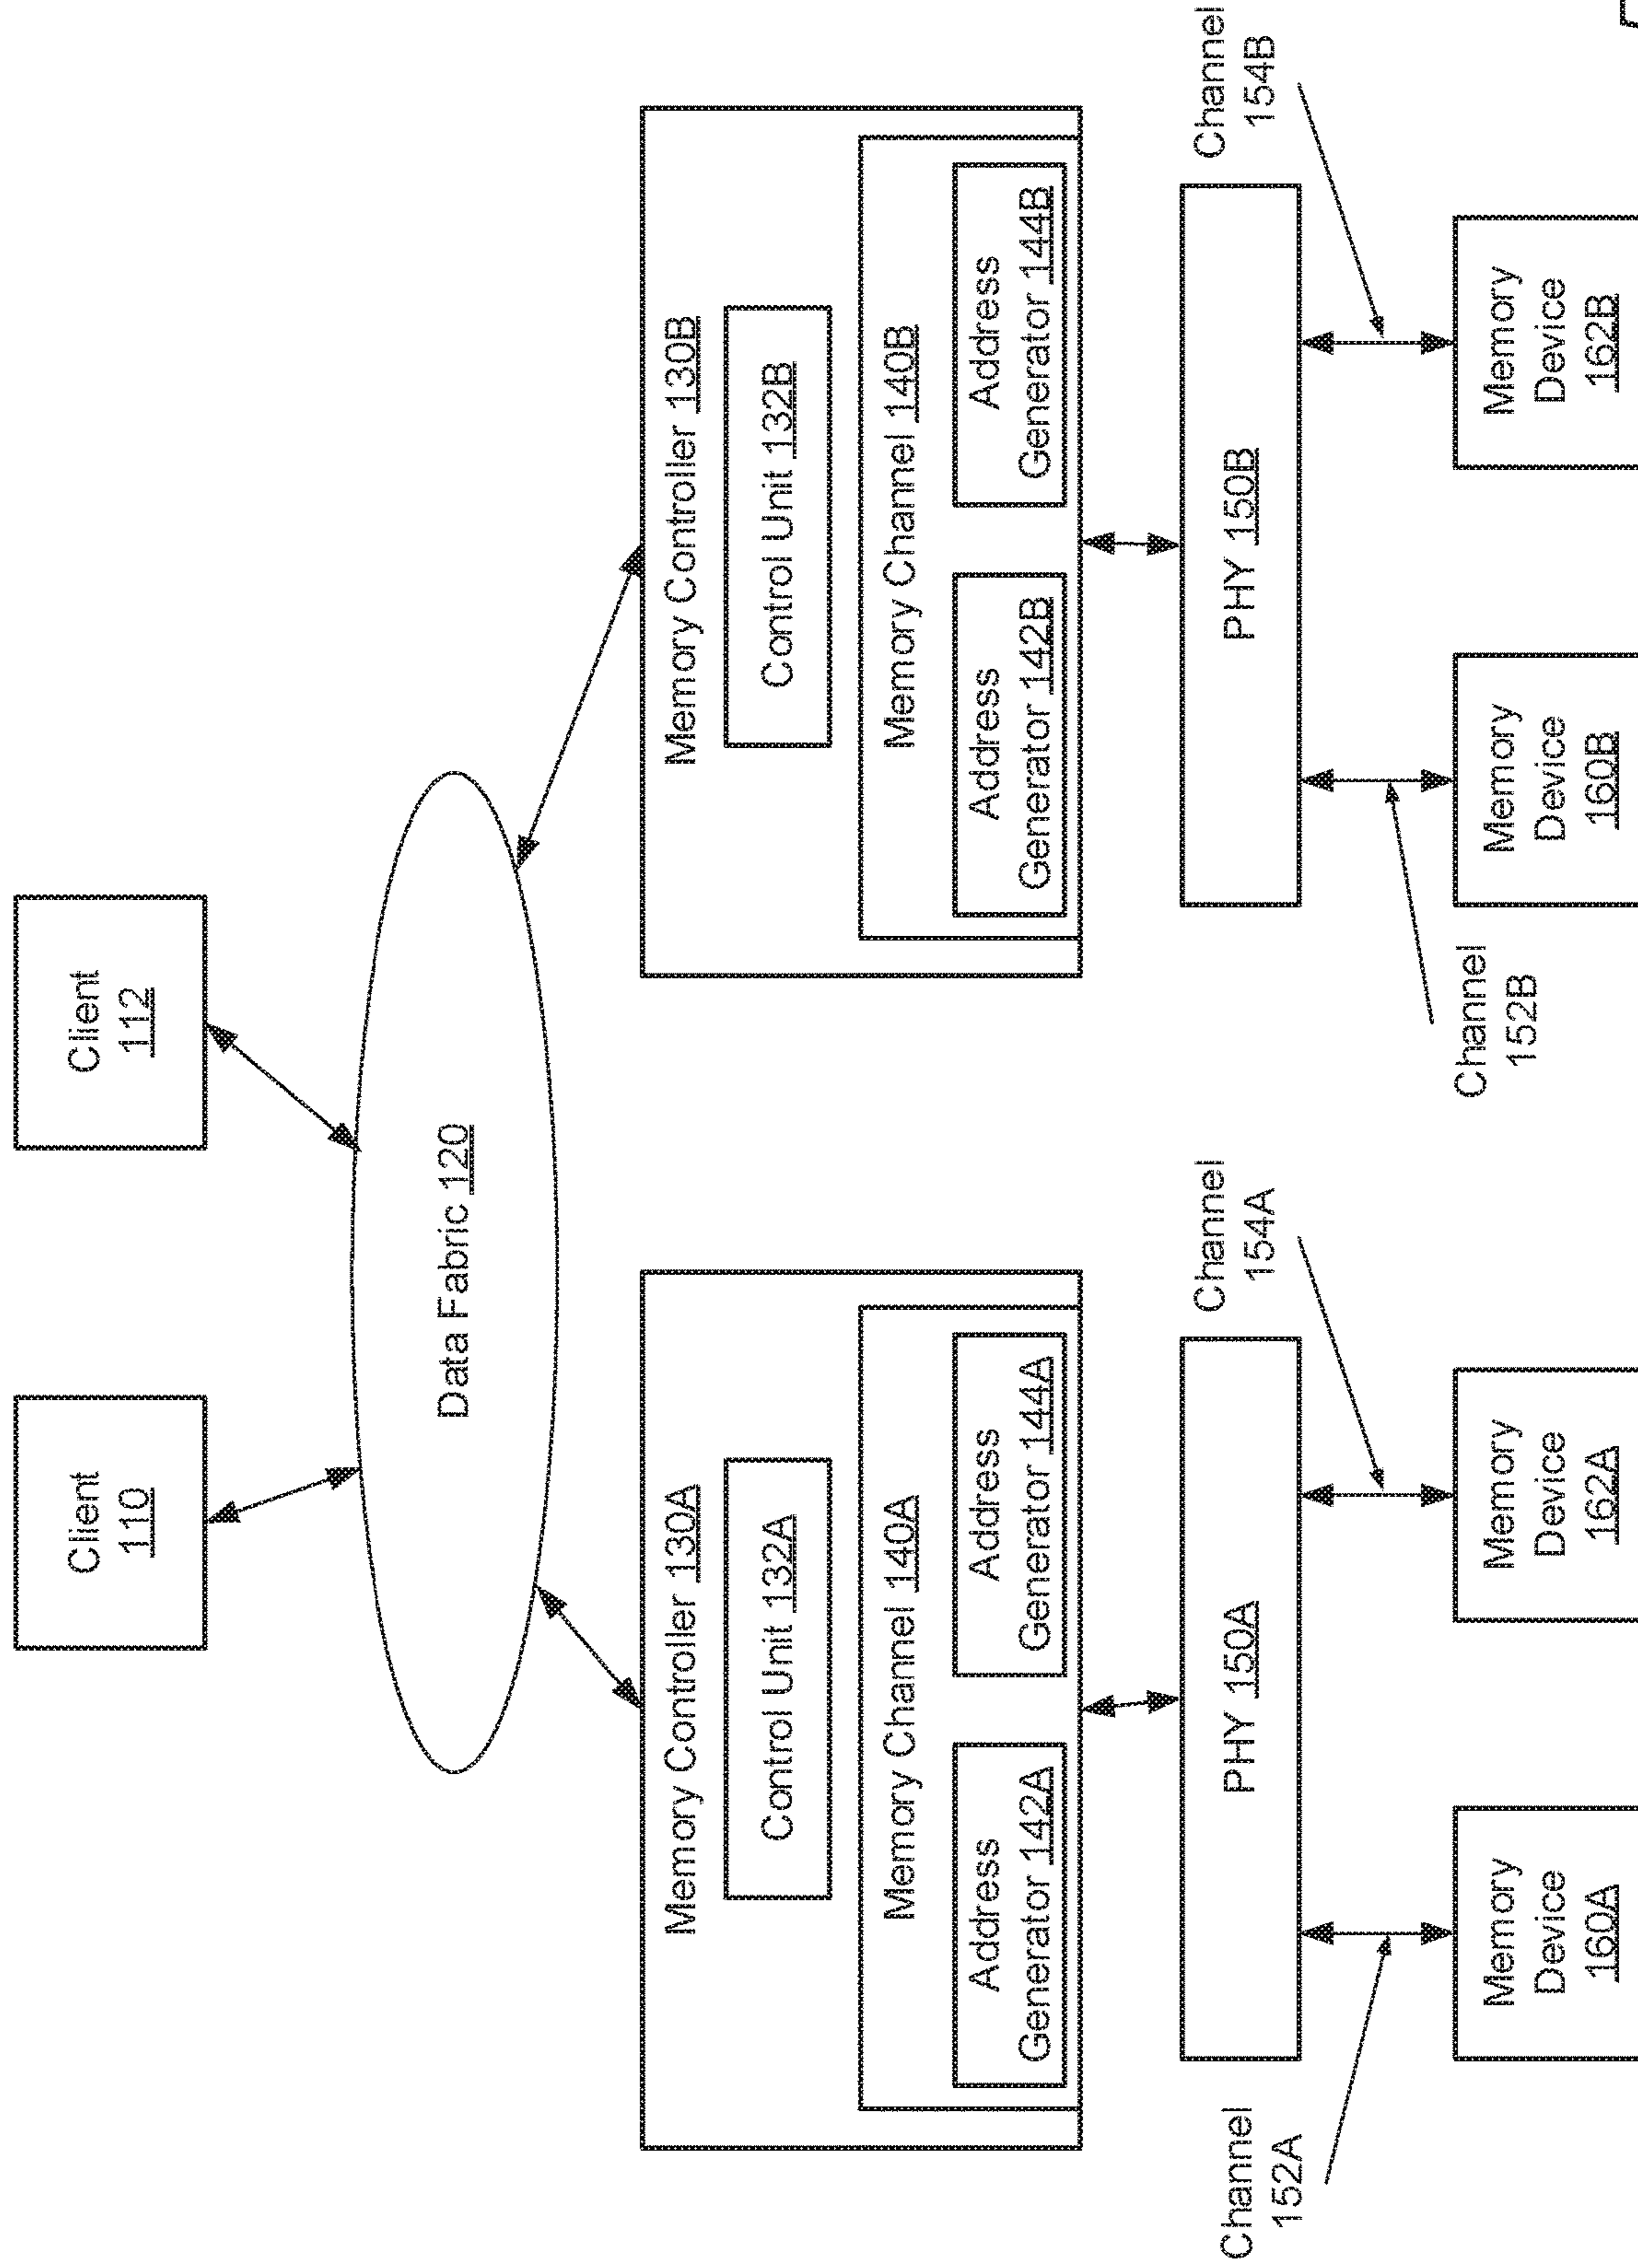 Client
110
Client
112
Data Fabric 120
Memory Controller 130A
Control Unit 132A
Memory Channel 140A
Address
Generator 142A
Address
Generator 144A
Memory Controller 130B
Control Unit 132B
Memory Channel 140B
Address
Generator 142B
Address
Generator 144B
Channel
152A
PHY 150A
Channel
154A
PHY 150B
Channel
154B
Channel
152B
Memory
Device
160A
Memory
Device
162A
Memory
Device
160B
Memory
Device
162B